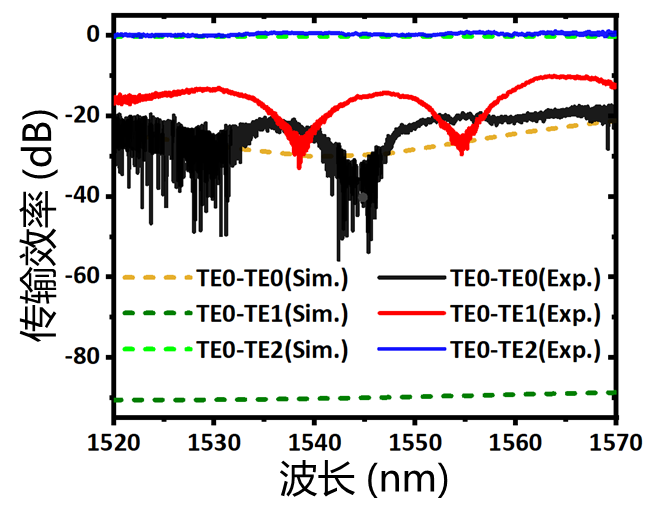 0
-20
-40
-60
-80
传输效率 (dB)
TE0-TE0(Sim.) TE0-TE0(Exp.)
TE0-TE1(Sim.) TE0-TE1(Exp.)
TE0-TE2(Sim.) TE0-TE2(Exp.)
1520 1530 1540 1550 1560 1570
波长 (nm)